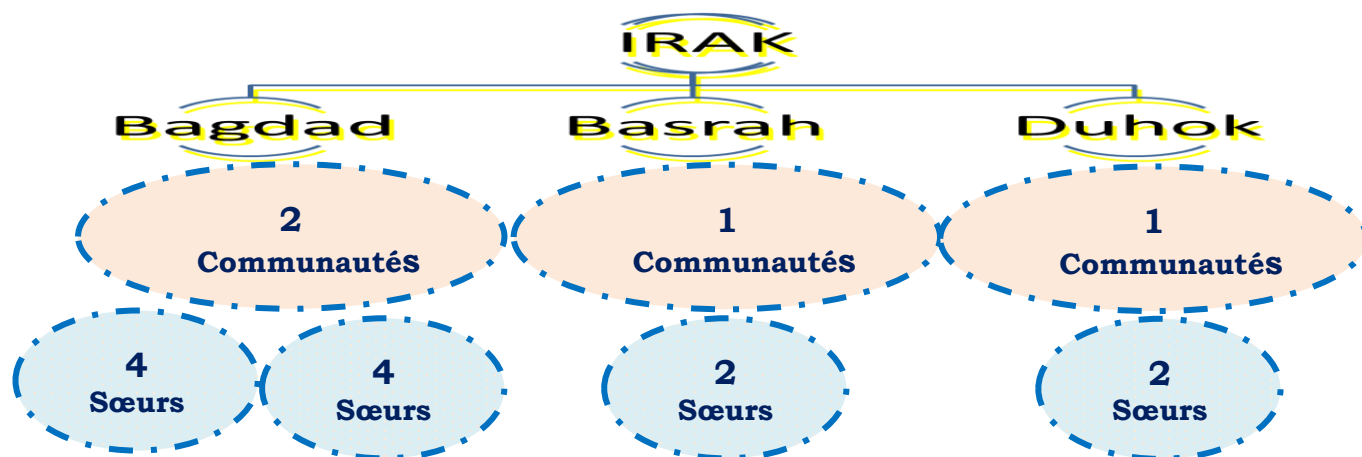 IRAK
Bagdad Basrah Duhok
2 1 1
Communautés Communautés Communautés
4 4 2 2
Sœurs Sœurs Sœurs Sœurs